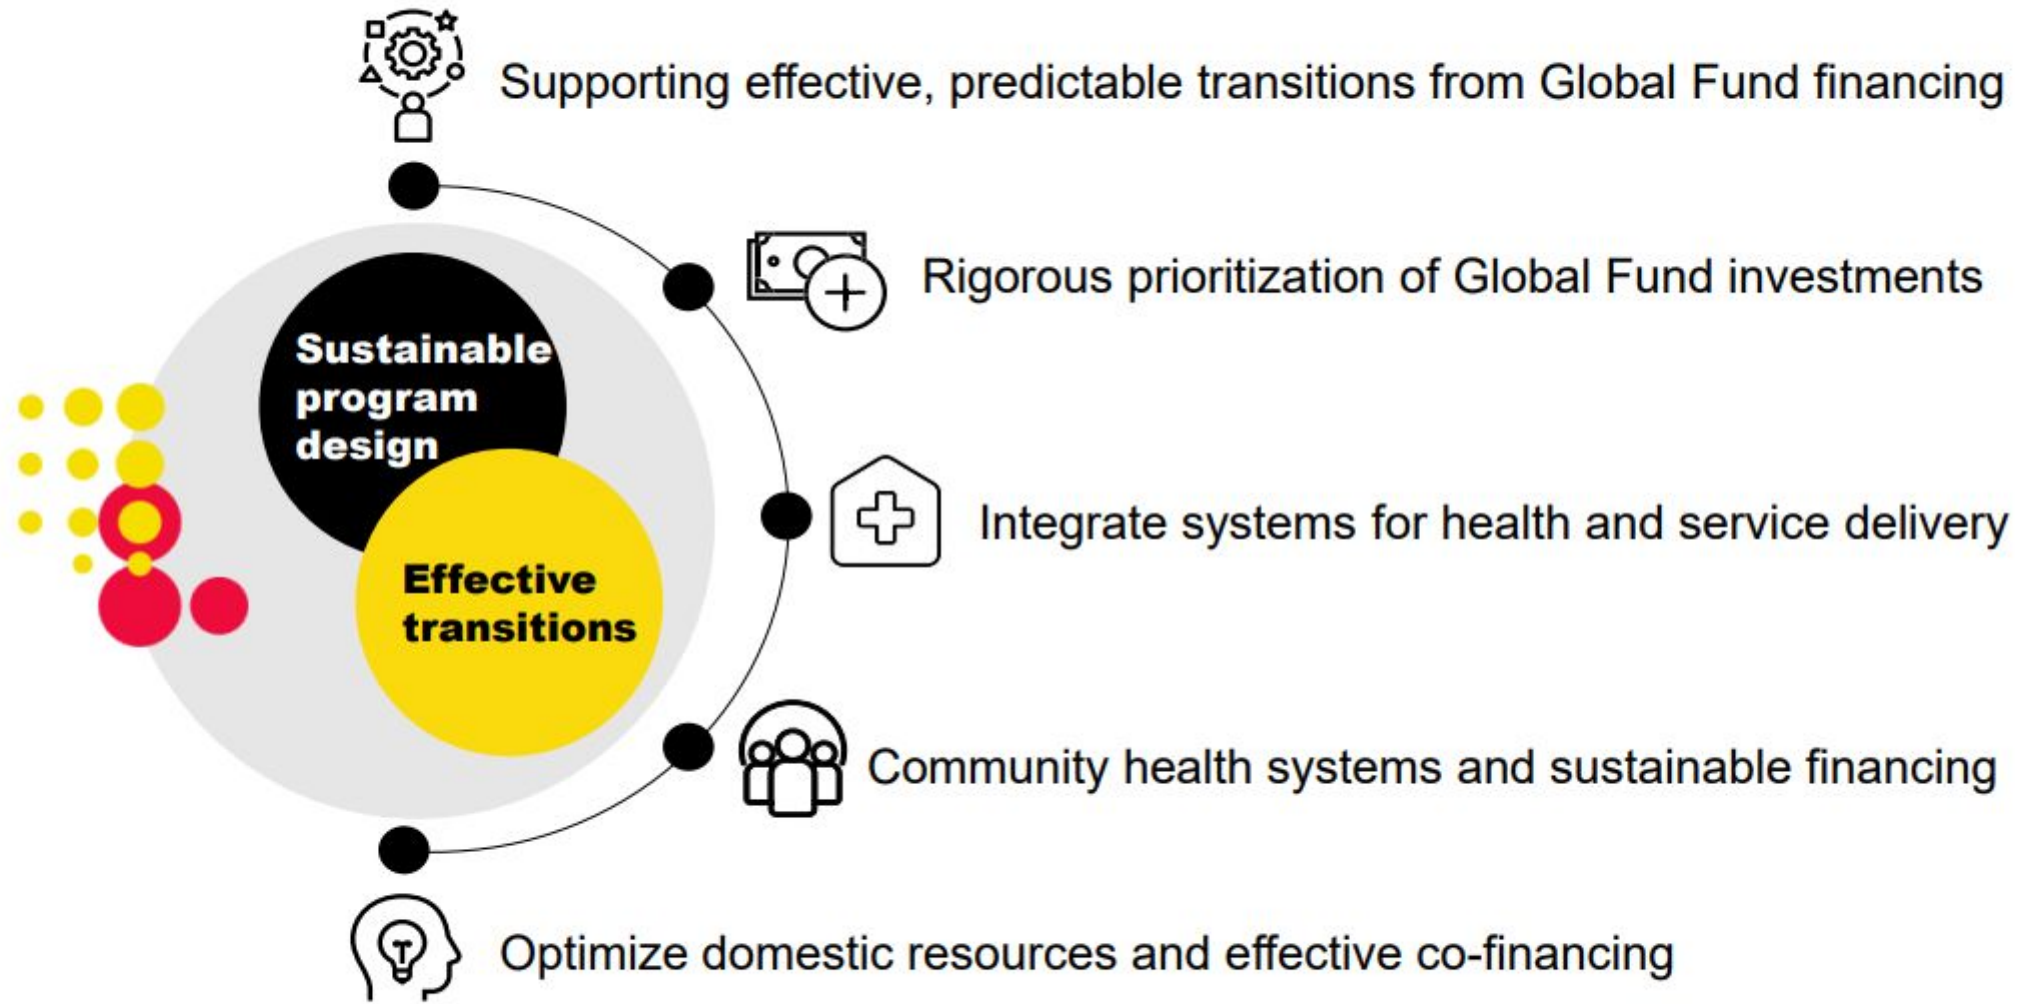 Supporting effective, predictable transitions from Global Fund financing
Rigorous prioritization of Global Fund investments
Sustainable
program
design
Integrate systems for health and service delivery
Effective
transitions
Community health systems and sustainable financing
Optimize domestic resources and effective co-financing